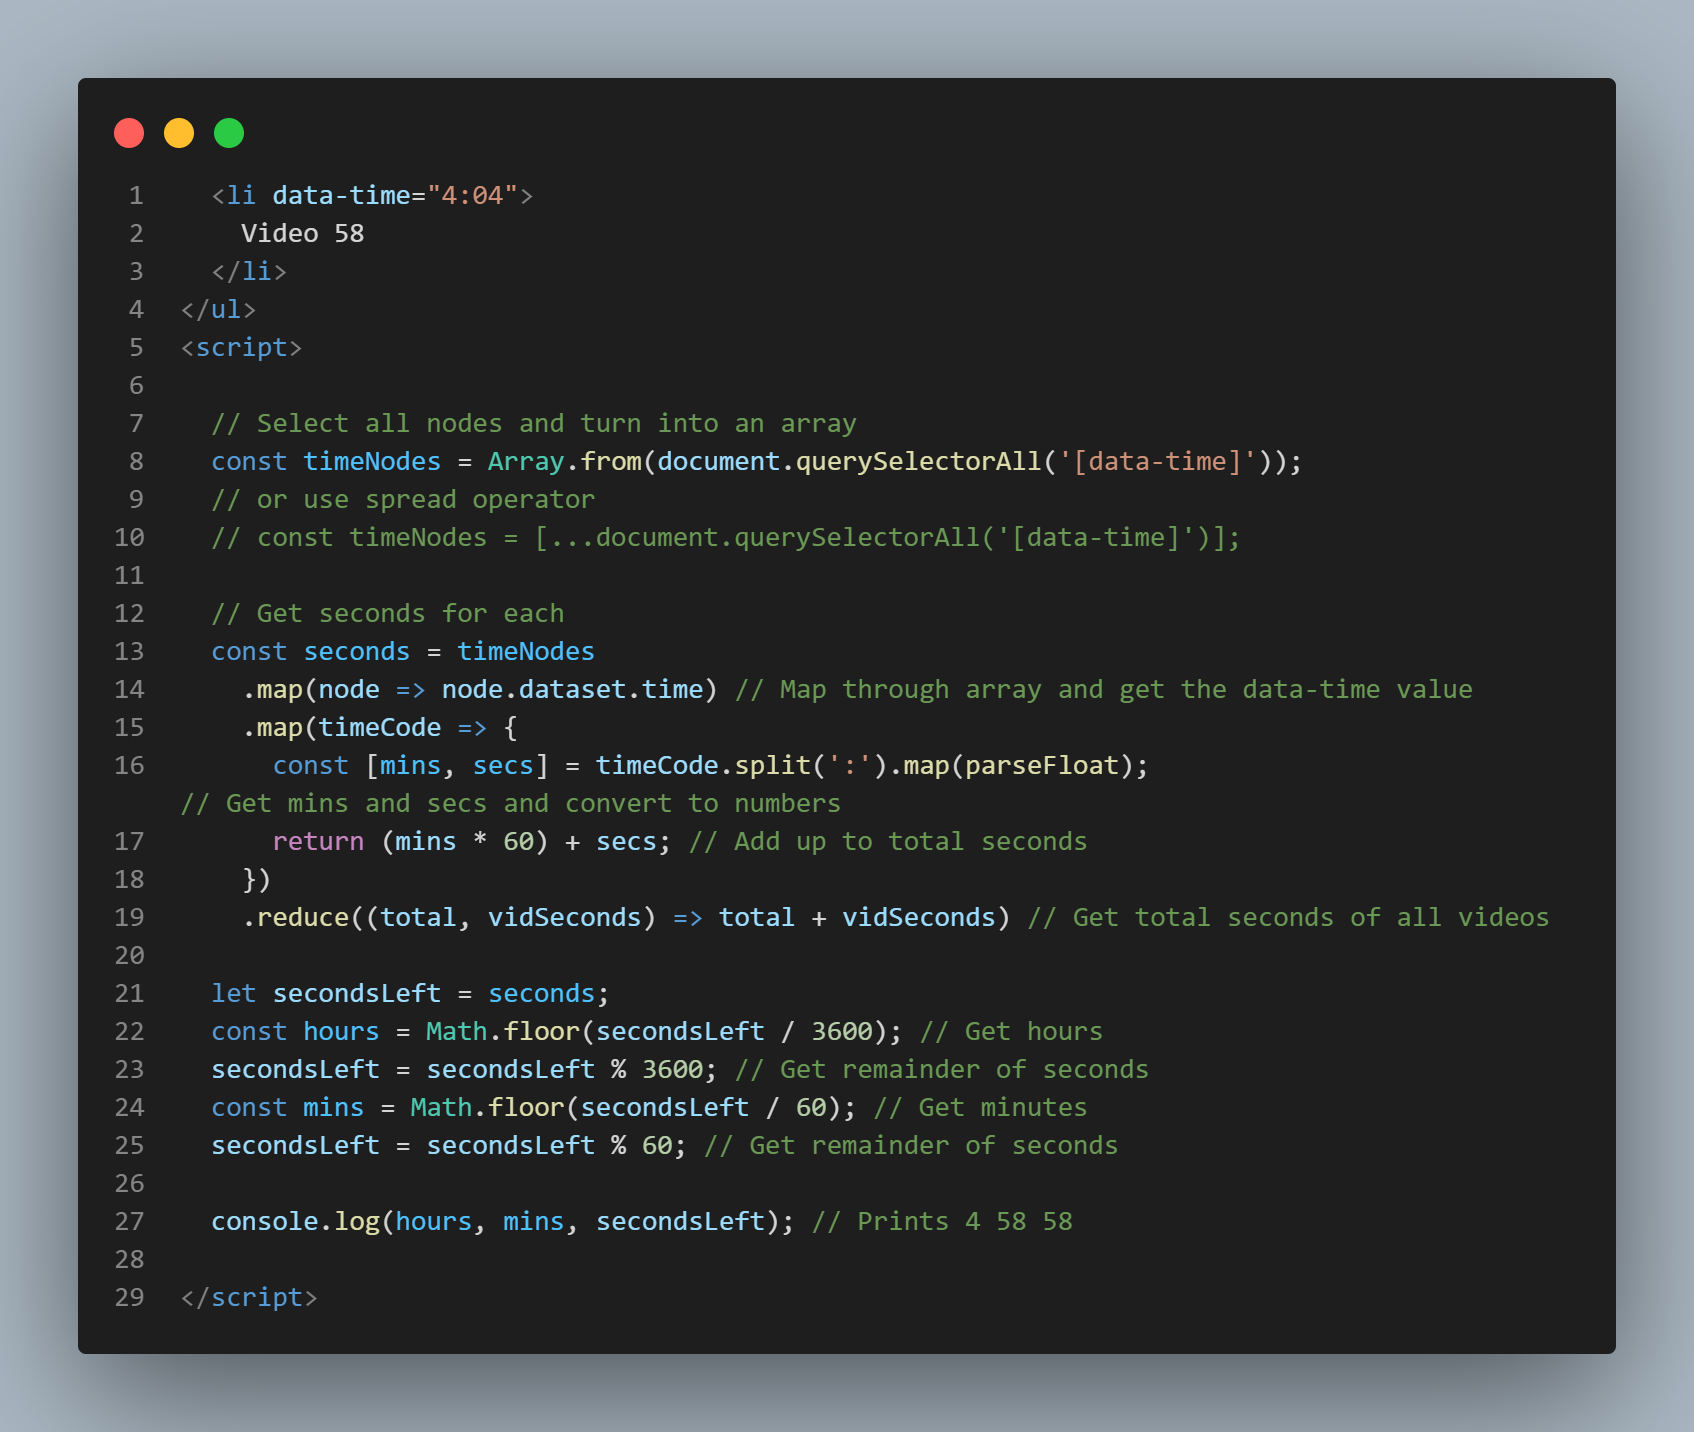 1   <li data-time="4:04">
2     Video 58
3   </li>
4 </ul>
5 <script>
6
7   // Select all nodes and turn into an array
8   const timeNodes = Array.from(document.querySelectorAll('[data-time]'));
9   // or use spread operator
10   // const timeNodes = [...document.querySelectorAll('[data-time]')];
11
12   // Get seconds for each
13   const seconds = timeNodes
14     .map(node => node.dataset.time) // Map through array and get the data-time value
15     .map(timeCode => {
16       const [mins, secs] = timeCode.split(':').map(parseFloat);
// Get mins and secs and convert to numbers
17       return (mins * 60) + secs; // Add up to total seconds
18     })
19     .reduce((total, vidSeconds) => total + vidSeconds) // Get total seconds of all videos
20
21   let secondsLeft = seconds;
22   const hours = Math.floor(secondsLeft / 3600); // Get hours
23   secondsLeft = secondsLeft % 3600; // Get remainder of seconds
24   const mins = Math.floor(secondsLeft / 60); // Get minutes
25   secondsLeft = secondsLeft % 60; // Get remainder of seconds
26
27   console.log(hours, mins, secondsLeft); // Prints 4 58 58
28
29 </script>